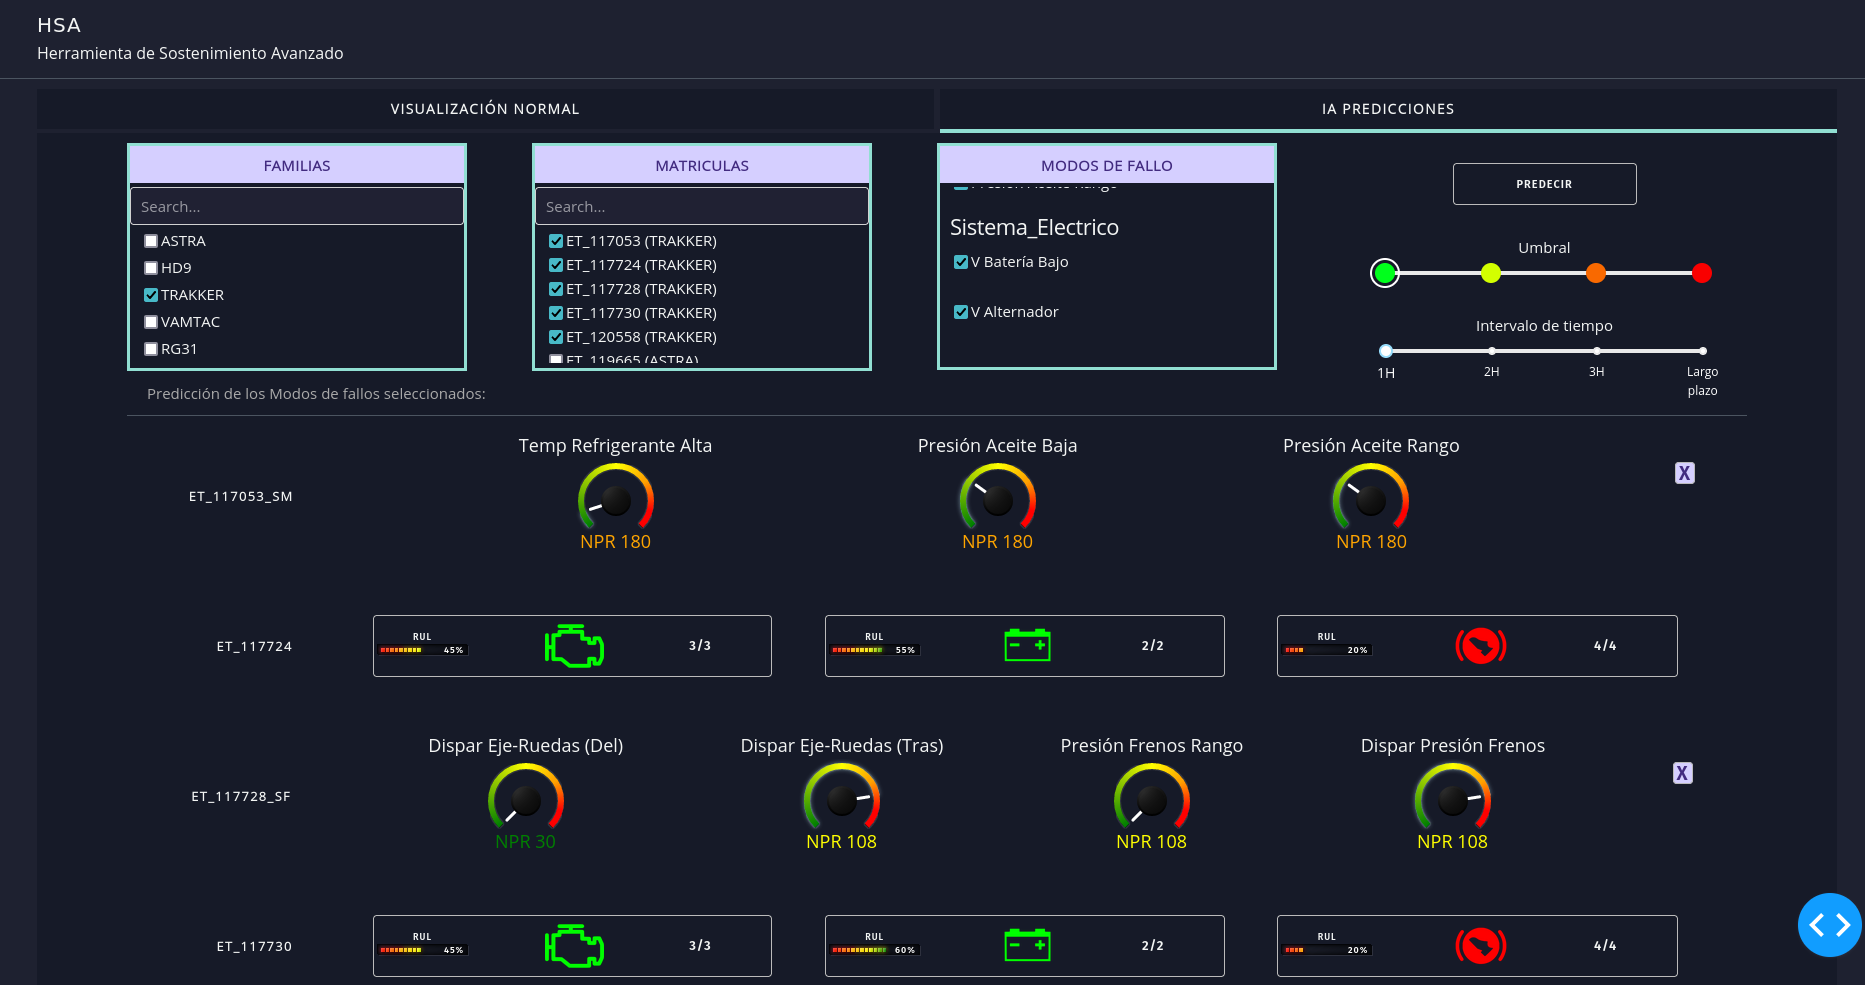 HSA
Herramienta de Sostenimiento Avanzado
VISUALIZACIÓN NORMAL
IA PREDICCIONES
FAMILIAS
Search...
ASTRA
HD9
TRAKKER
VAMTAC
RG31
MATRICULAS
Search...
ET_117053 (TRAKKER)
ET_117724 (TRAKKER)
ET_117728 (TRAKKER)
ET_117730 (TRAKKER)
ET_120558 (TRAKKER)
ET_119665 (ASTRA)
MODOS DE FALLO
Presión Aceite Rango
Sistema_Electrico
V Batería Bajo
V Alternador
PREDECIR
Umbral
Intervalo de tiempo
1H 2H 3H Largo
plazo
Predicción de los Modos de fallos seleccionados:
ET_117053_SM
Temp Refrigerante Alta
NPR 180
Presión Aceite Baja
NPR 180
Presión Aceite Rango
NPR 180
X
ET_117724
RUL
45%
3/3
RUL
55%
2/2
RUL
20%
4/4
ET_117728_SF
Dispar Eje-Ruedas (Del)
NPR 30
Dispar Eje-Ruedas (Tras)
NPR 108
Presión Frenos Rango
NPR 108
Dispar Presión Frenos
NPR 108
X
ET_117730
RUL
45%
3/3
RUL
60%
2/2
RUL
20%
4/4